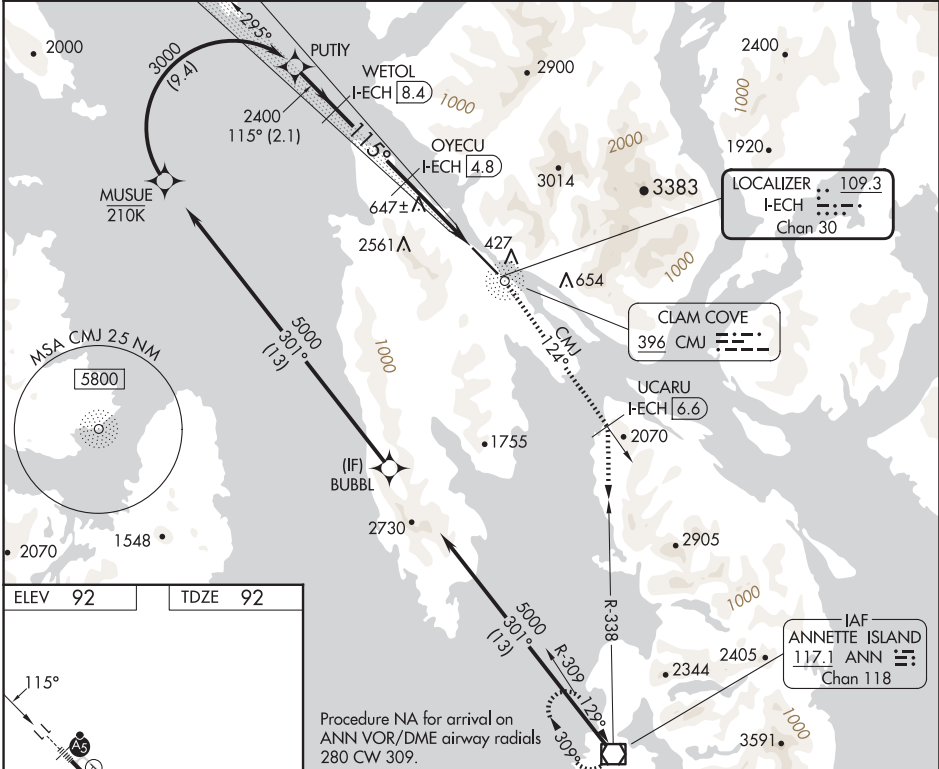 2000
3000
(9.4)
295°
PUTIY
WETOL
I-ECH 8.4
2400
115° (2.1)
115°
OYECU
I-ECH 4.8
2900
1000
2400
1000
2000
1920
3014
3383
MUSUE
210K
647±
2561
427
654
1000
LOCALIZER 109.3
I-ECH
Chan 30
CLAM COVE
396 CMJ
MSA CMJ 25 NM
5800
5000
301°
(13)
1000
CMJ
124°
UCARU
I-ECH 6.6
2070
1755
(IF)
BUBBL
2730
2070
1548
2905
1000
ELEV 92
TDZE 92
5000
301°
(13)
R-309
129°
309°
R-338
IAF
ANNETTE ISLAND
117.1 ANN
Chan 118
2344
2405
1000
3591
115°
A5
Procedure NA for arrival on
ANN VOR/DME airway radials
280 CW 309.